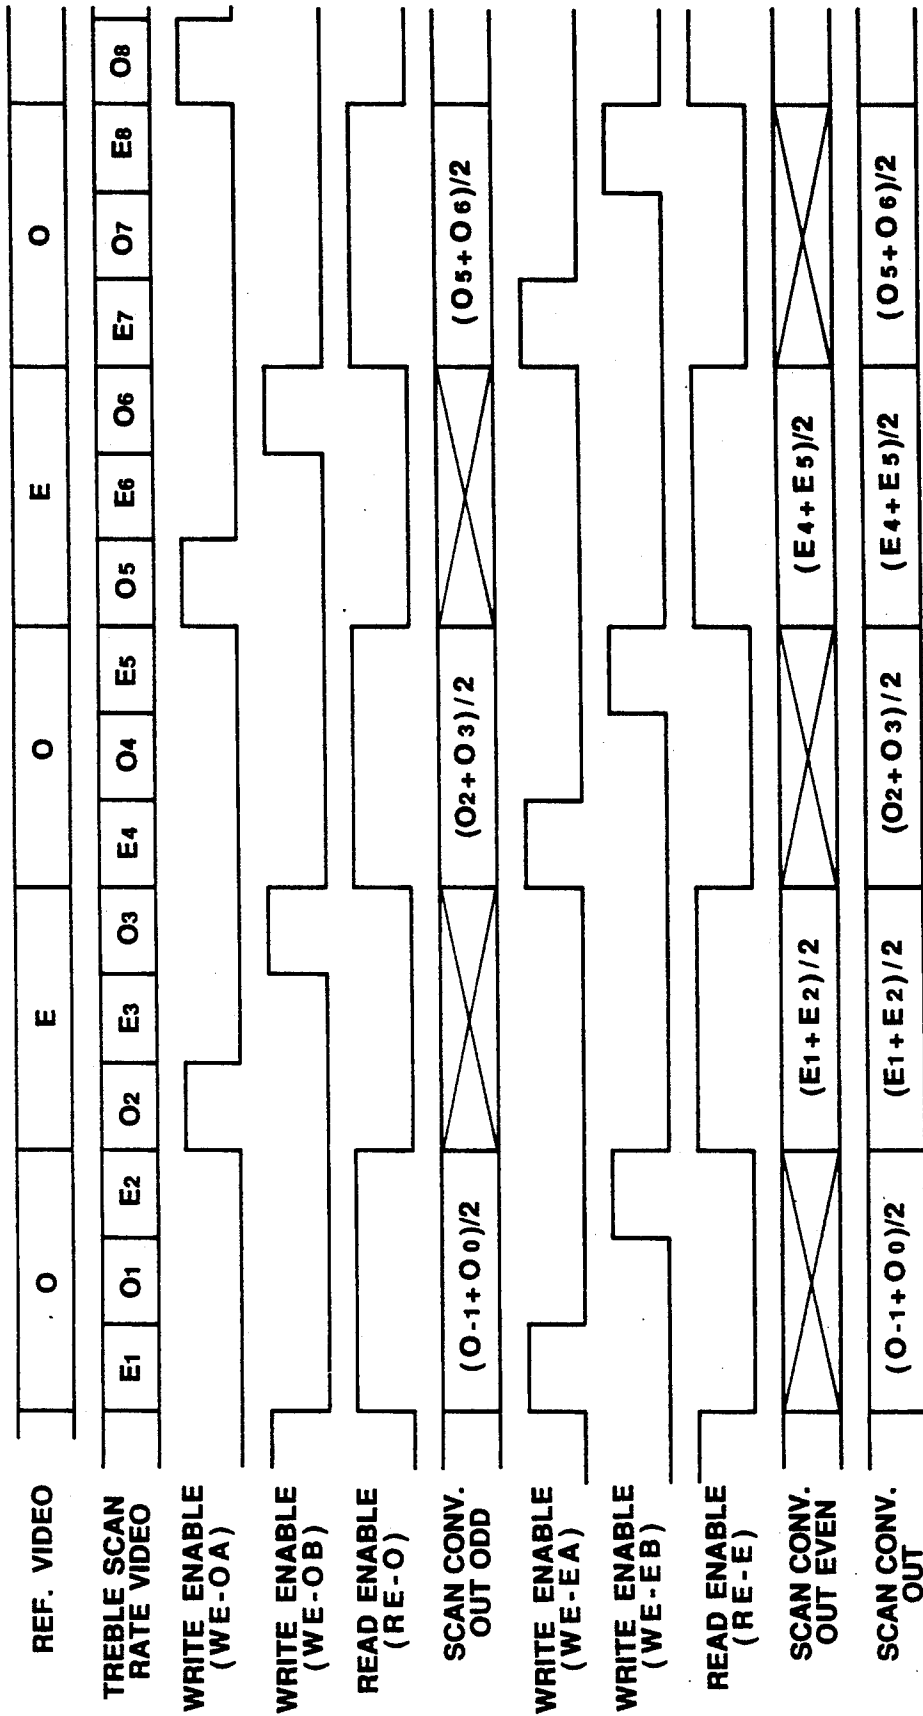 REF. VIDEO
O E O E O
TREBLE SCAN
RATE VIDEO
E1 O1 E2 O2 E3 O3 E4 O4 E5 O5 E6 O6 E7 O7 E8 O8
WRITE ENABLE
(WE-OA)
WRITE ENABLE
(WE-OB)
READ ENABLE
(RE-O)
SCAN CONV.
OUT ODD
(O-1+O0)/2 (O2+O3)/2 (O5+O6)/2
WRITE ENABLE
(WE-EA)
WRITE ENABLE
(WE-EB)
READ ENABLE
(RE-E)
SCAN CONV.
OUT EVEN
(E1+E2)/2 (E4+E5)/2
SCAN CONV.
OUT
(O-1+O0)/2 (E1+E2)/2 (O2+O3)/2 (E4+E5)/2 (O5+O6)/2